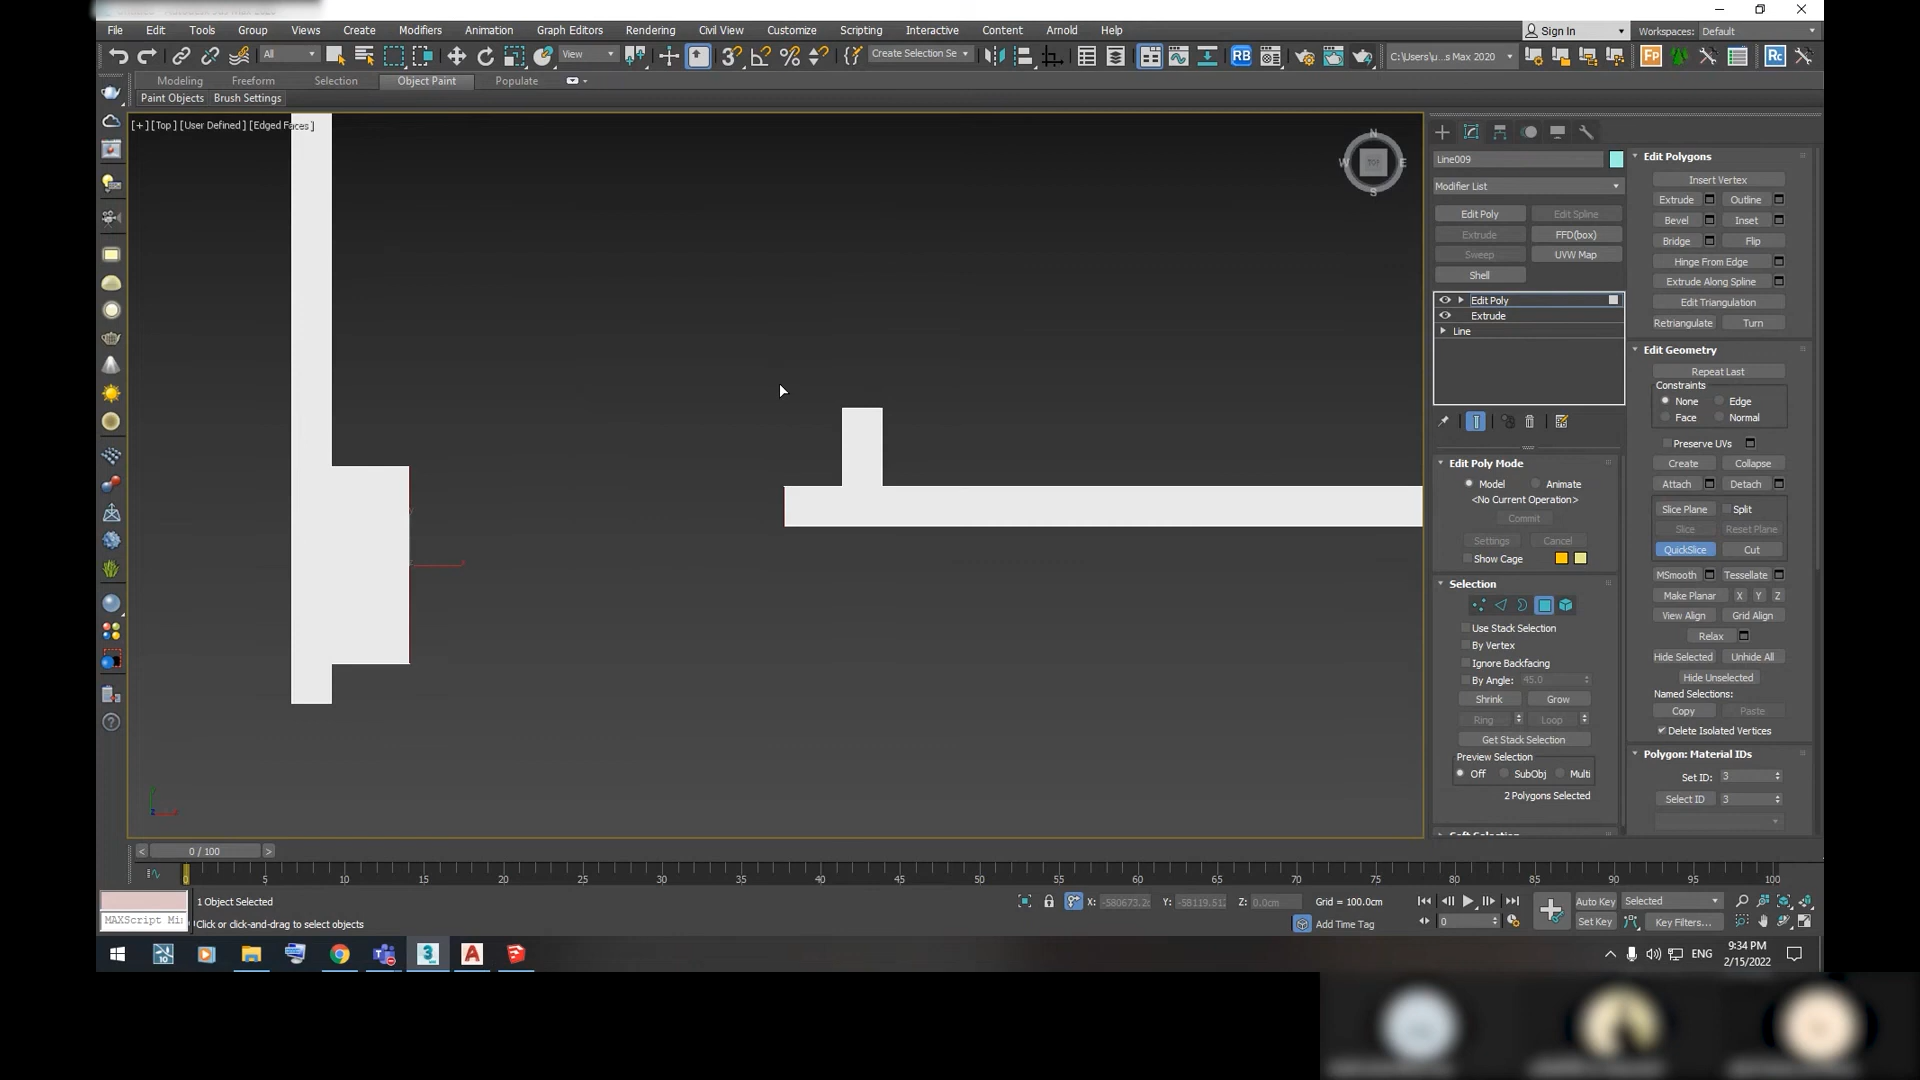 File Edit Tools Group Views Create Modifiers Animation Graph Editors Rendering Civil View Customize Scripting Interactive Content Arnold Help
Sign In Workspaces: Default
All View Create Selection Se C:\Users\µ...s Max 2020
Modeling Freeform Selection Object Paint Populate
Paint Objects Brush Settings
[+] [Top] [User Defined] [Edged Faces]
N
W TOP E
S
Line009
Modifier List
Edit Poly Edit Spline
Extrude FFD(box)
Sweep UVW Map
Shell
Edit Poly
Extrude
Line
Edit Poly Mode
Model Animate
<No Current Operation>
Commit
Settings Cancel
Show Cage
Selection
Use Stack Selection
By Vertex
Ignore Backfacing
By Angle: 45.0
Shrink Grow
Ring Loop
Get Stack Selection
Preview Selection
Off SubObj Multi
2 Polygons Selected
Edit Polygons
Insert Vertex
Extrude Outline
Bevel Inset
Bridge Flip
Hinge From Edge
Extrude Along Spline
Edit Triangulation
Retriangulate Turn
Edit Geometry
Repeat Last
Constraints
None Edge
Face Normal
Preserve UVs
Create Collapse
Attach Detach
Slice Plane Split
Slice Reset Plane
QuickSlice Cut
MSmooth Tessellate
Make Planar X Y Z
View Align Grid Align
Relax
Hide Selected Unhide All
Hide Unselected
Named Selections:
Copy Paste
Delete Isolated Vertices
Polygon: Material IDs
Set ID: 3
Select ID 3
< 0 / 100 >
0 5 10 15 20 25 30 35 40 45 50 55 60 65 70 75 80 85 90 95 100
MAXScript Mi
1 Object Selected
Click or click-and-drag to select objects
X: Y: Z: 0.0cm Grid = 100.0cm
Add Time Tag
0
Auto Key Selected
Set Key Key Filters...
ENG 9:34 PM
2/15/2022